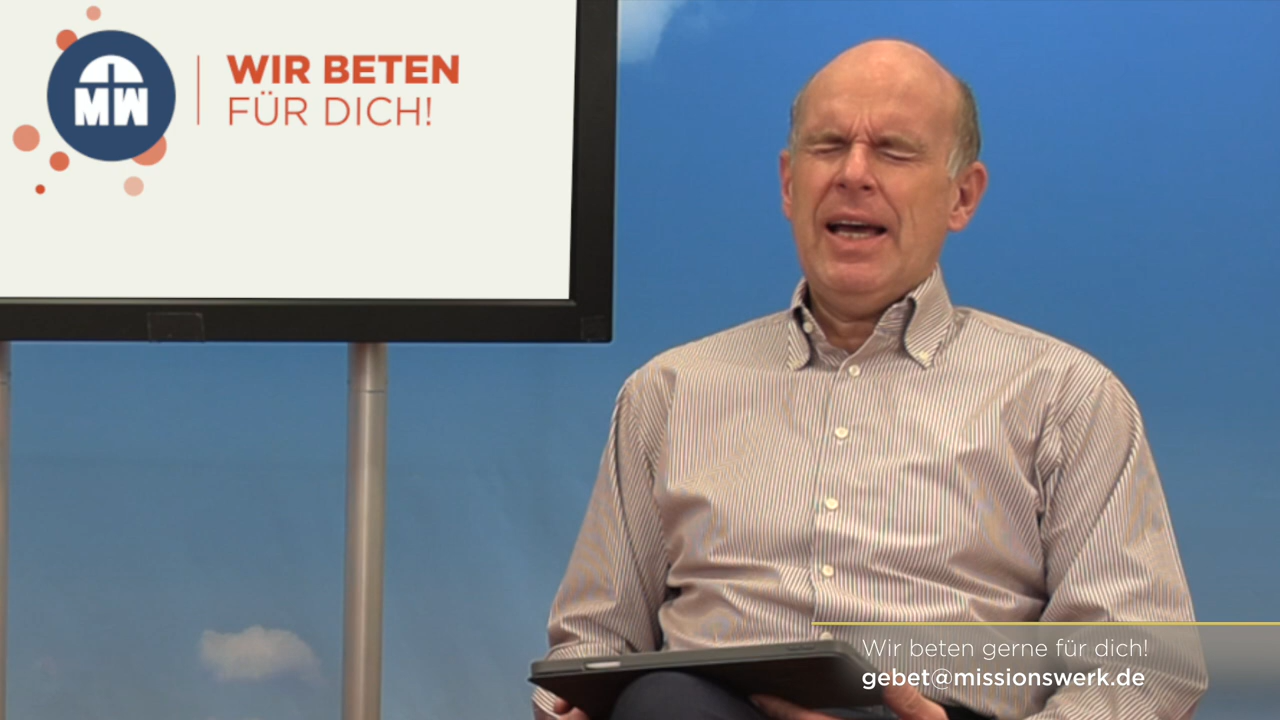 MW
WIR BETEN
FÜR DICH!
Wir beten gerne für dich!
gebet@missionswerk.de